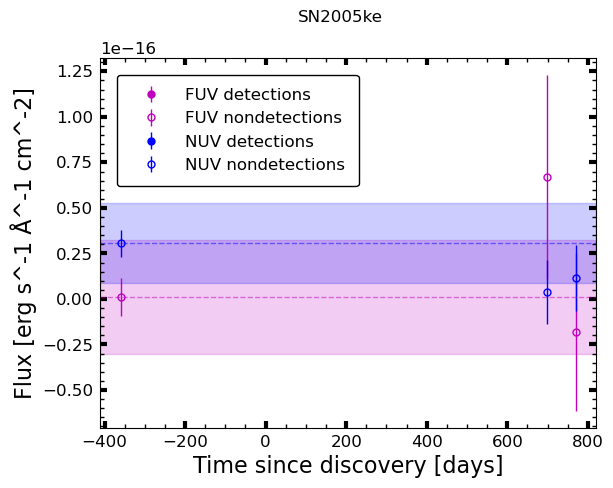 SN2005ke
1e−16
FUV detections
FUV nondetections
NUV detections
NUV nondetections
1.25
1.00
0.75
0.50
0.25
0.00
−0.25
−0.50
Flux [erg s^-1 Å^-1 cm^-2]
−400 −200 0 200 400 600 800
Time since discovery [days]